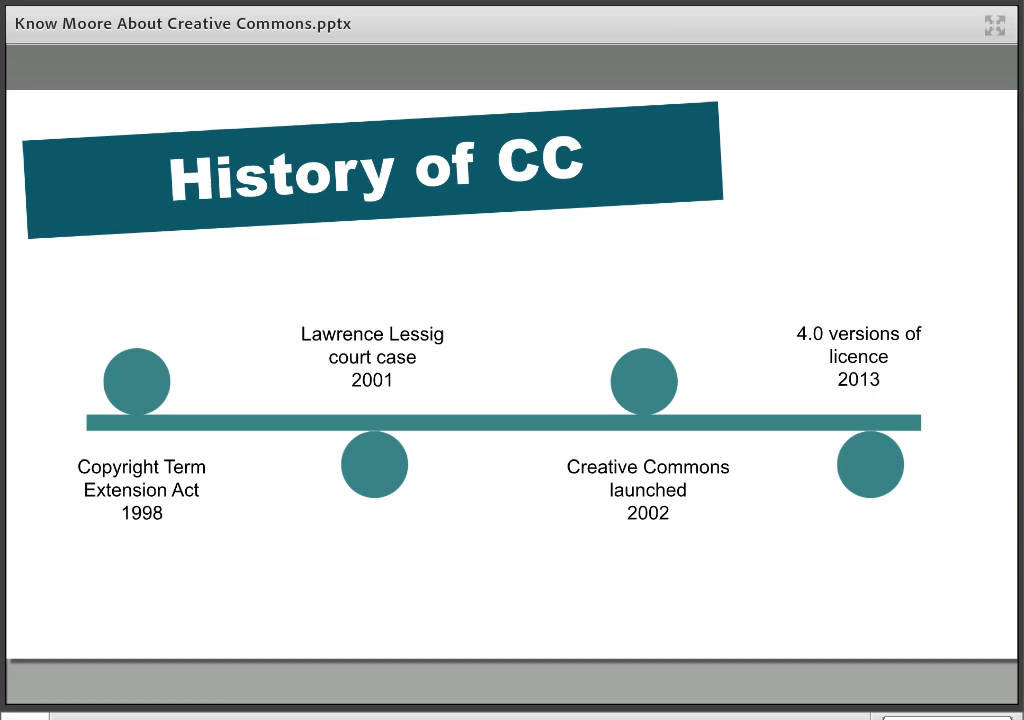 Know Moore About Creative Commons.pptx
History of CC
Copyright Term
Extension Act
1998
Lawrence Lessig
court case
2001
Creative Commons
launched
2002
4.0 versions of
licence
2013